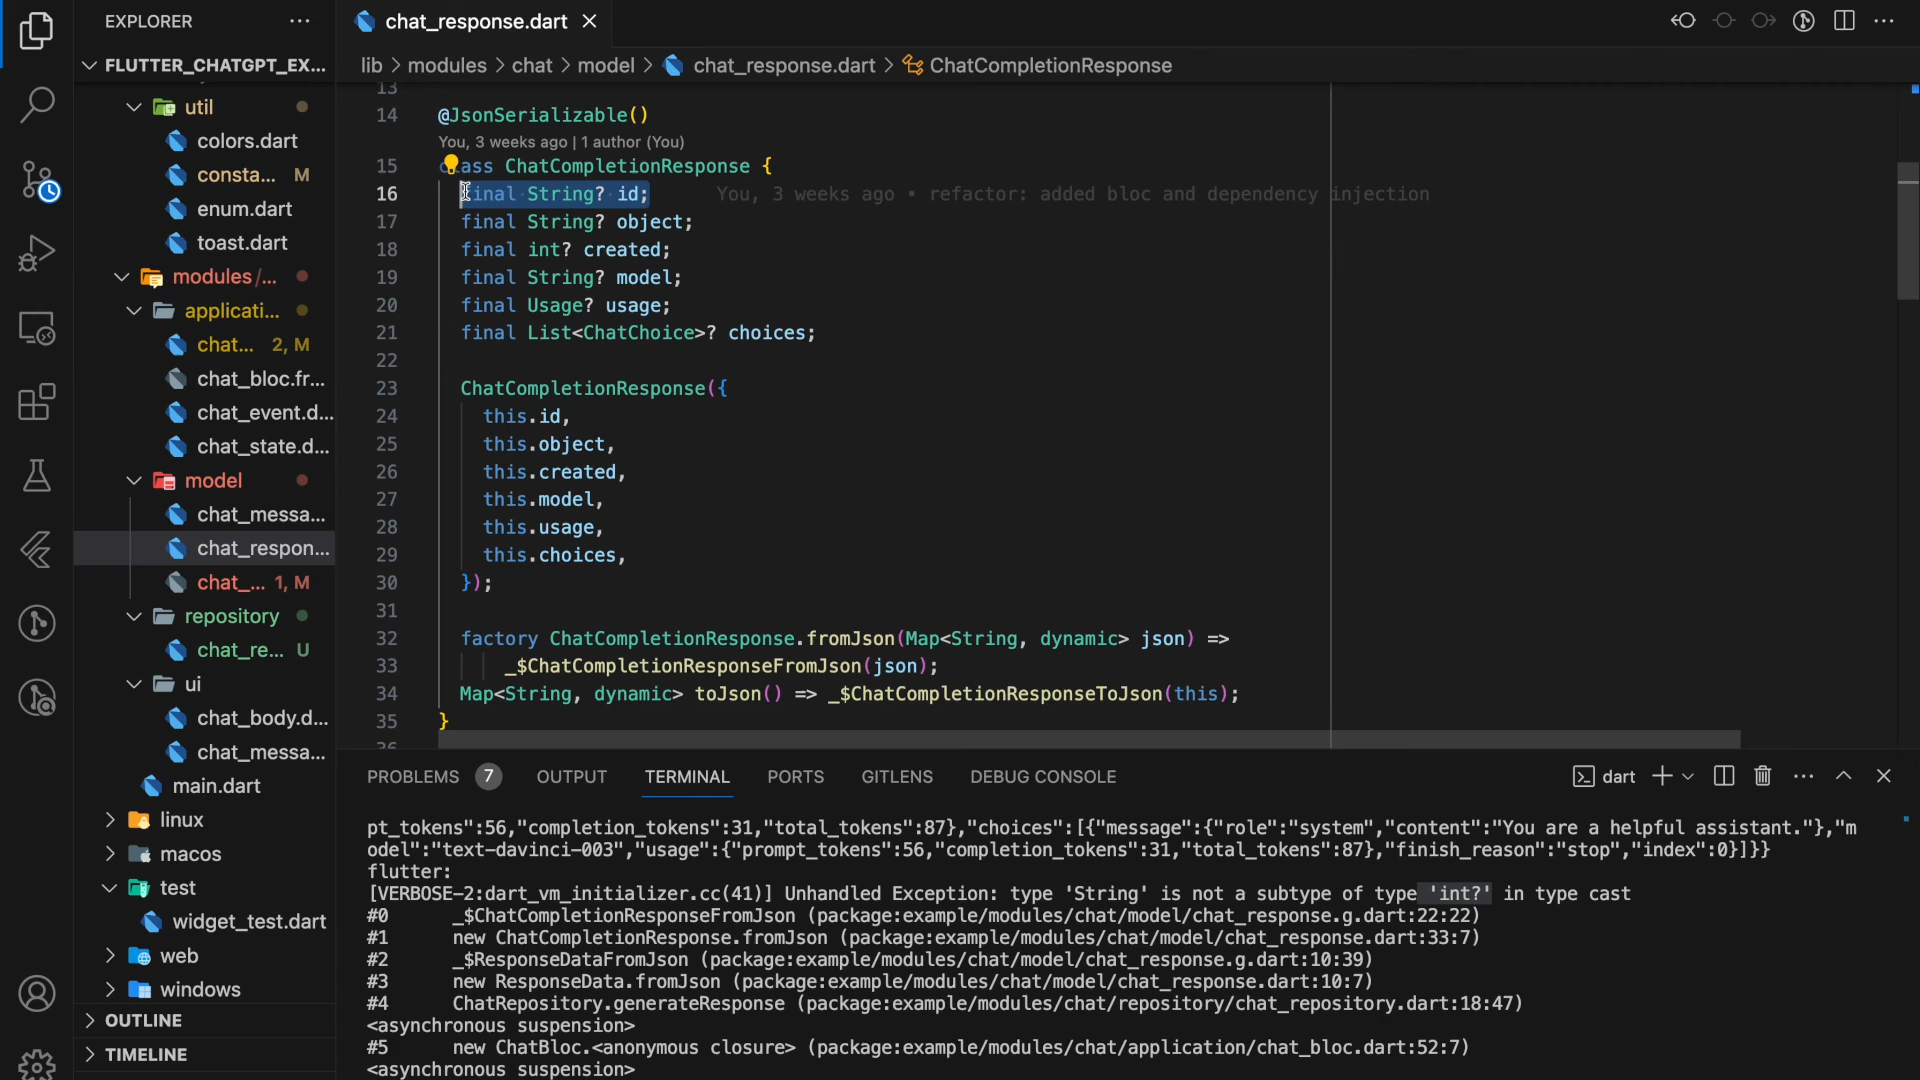 EXPLORER
FLUTTER_CHATGPT_EX...
util
colors.dart
consta... M
enum.dart
toast.dart
modules/...
applicati...
chat... 2, M
chat_bloc.fr...
chat_event.d...
chat_state.d...
model
chat_messa...
chat_respon...
chat_... 1, M
repository
chat_re... U
ui
chat_body.d...
chat_messa...
main.dart
linux
macos
test
widget_test.dart
web
windows
OUTLINE
TIMELINE
chat_response.dart
lib > modules > chat > model > chat_response.dart > ChatCompletionResponse
13
14 @JsonSerializable()
You, 3 weeks ago | 1 author (You)
15 class ChatCompletionResponse {
16 final String? id; You, 3 weeks ago • refactor: added bloc and dependency injection
17 final String? object;
18 final int? created;
19 final String? model;
20 final Usage? usage;
21 final List<ChatChoice>? choices;
22
23 ChatCompletionResponse({
24 this.id,
25 this.object,
26 this.created,
27 this.model,
28 this.usage,
29 this.choices,
30 });
31
32 factory ChatCompletionResponse.fromJson(Map<String, dynamic> json) =>
33 _$ChatCompletionResponseFromJson(json);
34 Map<String, dynamic> toJson() => _$ChatCompletionResponseToJson(this);
35 }
36
PROBLEMS 7 OUTPUT TERMINAL PORTS GITLENS DEBUG CONSOLE dart
pt_tokens":56,"completion_tokens":31,"total_tokens":87},"choices":[{"message":{"role":"system","content":"You are a helpful assistant."},"m
odel":"text-davinci-003","usage":{"prompt_tokens":56,"completion_tokens":31,"total_tokens":87},"finish_reason":"stop","index":0}]}}
flutter:
[VERBOSE-2:dart_vm_initializer.cc(41)] Unhandled Exception: type 'String' is not a subtype of type 'int?' in type cast
#0 _$ChatCompletionResponseFromJson (package:example/modules/chat/model/chat_response.g.dart:22:22)
#1 new ChatCompletionResponse.fromJson (package:example/modules/chat/model/chat_response.dart:33:7)
#2 _$ResponseDataFromJson (package:example/modules/chat/model/chat_response.g.dart:10:39)
#3 new ResponseData.fromJson (package:example/modules/chat/model/chat_response.dart:10:7)
#4 ChatRepository.generateResponse (package:example/modules/chat/repository/chat_repository.dart:18:47)
<asynchronous suspension>
#5 new ChatBloc.<anonymous closure> (package:example/modules/chat/application/chat_bloc.dart:52:7)
<asynchronous suspension>